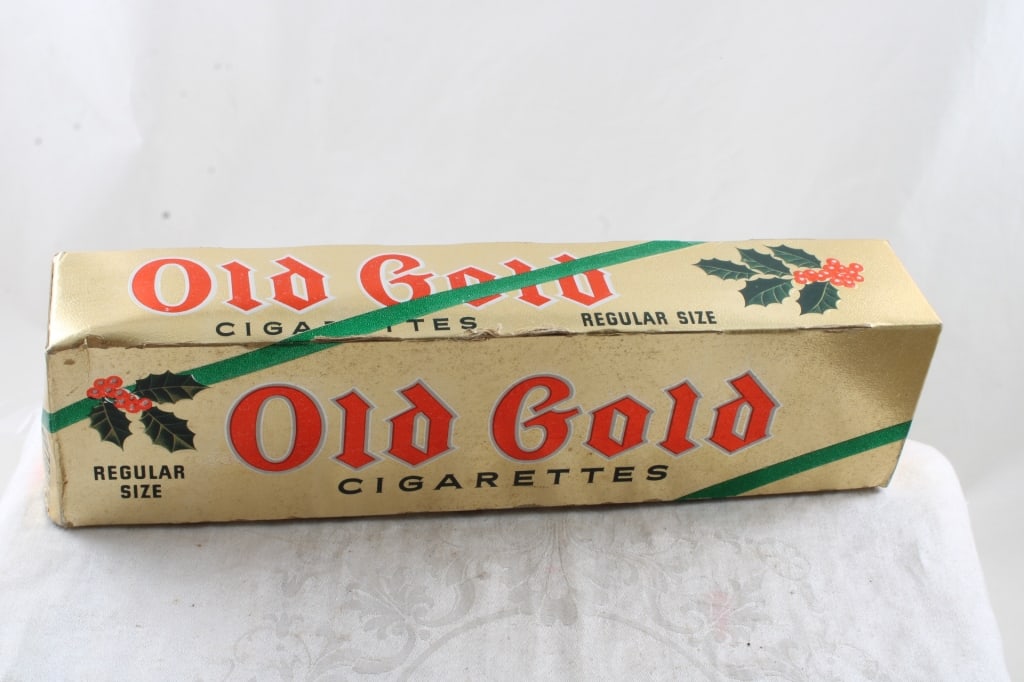 Old Gold
CIGARETTES
REGULAR SIZE
Old Gold
CIGARETTES
REGULAR
SIZE